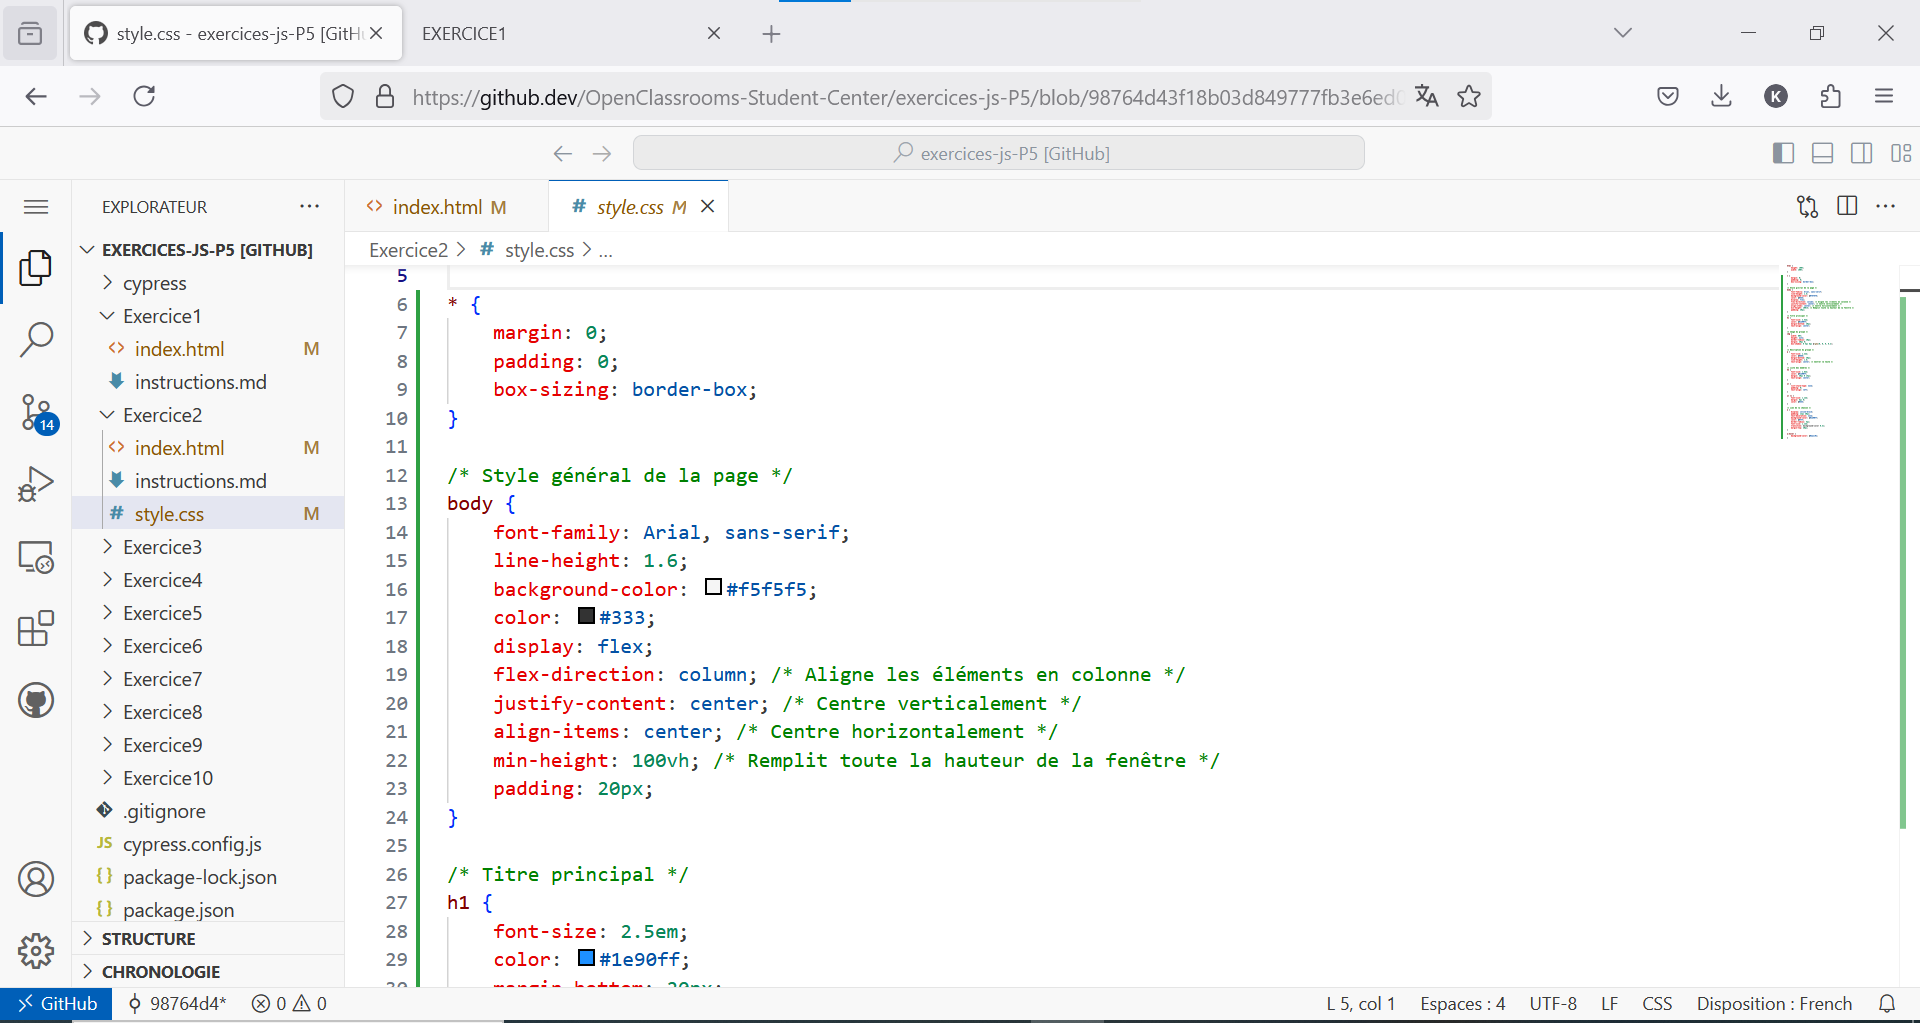 style.css - exercices-js-P5 [GitH
EXERCICE1
https://github.dev/OpenClassrooms-Student-Center/exercices-js-P5/blob/98764d43f18b03d849777fb3e6ed
K
exercices-js-P5 [GitHub]
EXPLORATEUR
EXERCICES-JS-P5 [GITHUB]
cypress
Exercice1
index.html M
instructions.md
Exercice2
index.html M
instructions.md
style.css M
Exercice3
Exercice4
Exercice5
Exercice6
Exercice7
Exercice8
Exercice9
Exercice10
.gitignore
JS cypress.config.js
{} package-lock.json
{} package.json
STRUCTURE
CHRONOLOGIE
14
<> index.html M
# style.css M
Exercice2 > # style.css > ...
5
6 * {
7 margin: 0;
8 padding: 0;
9 box-sizing: border-box;
10 }
11
12 /* Style général de la page */
13 body {
14 font-family: Arial, sans-serif;
15 line-height: 1.6;
16 background-color: #f5f5f5;
17 color: #333;
18 display: flex;
19 flex-direction: column; /* Aligne les éléments en colonne */
20 justify-content: center; /* Centre verticalement */
21 align-items: center; /* Centre horizontalement */
22 min-height: 100vh; /* Remplit toute la hauteur de la fenêtre */
23 padding: 20px;
24 }
25
26 /* Titre principal */
27 h1 {
28 font-size: 2.5em;
29 color: #1e90ff;
30 margin-bottom: 20px;
GitHub
98764d4*
0
0
L 5, col 1
Espaces : 4
UTF-8
LF
CSS
Disposition : French